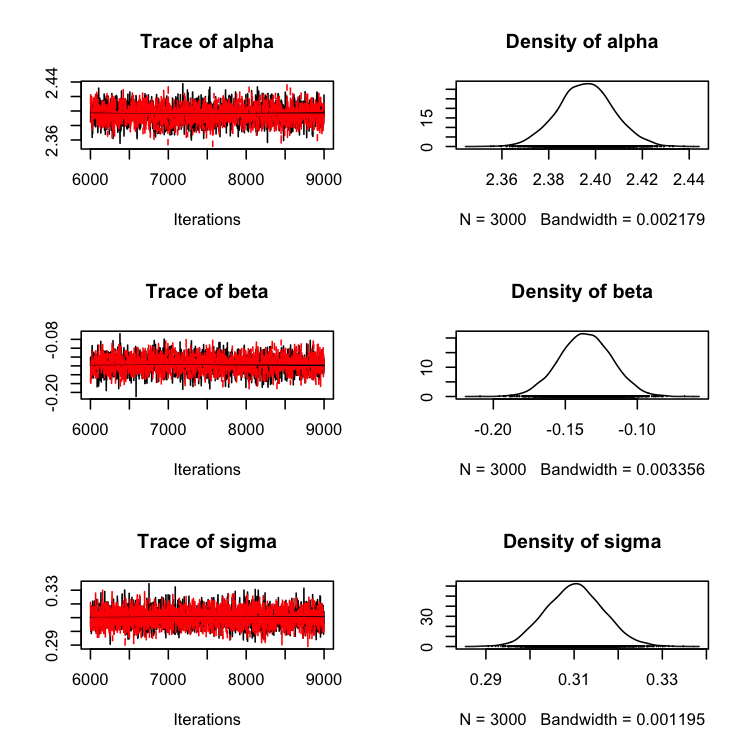 Trace of alpha
2.36 2.44
6000 7000 8000 9000
Iterations
Density of alpha
0 15
2.36 2.38 2.40 2.42 2.44
N = 3000 Bandwidth = 0.002179
Trace of beta
-0.20 -0.08
6000 7000 8000 9000
Iterations
Density of beta
0 10
-0.20 -0.15 -0.10
N = 3000 Bandwidth = 0.003356
Trace of sigma
0.29 0.33
6000 7000 8000 9000
Iterations
Density of sigma
0 30
0.29 0.31 0.33
N = 3000 Bandwidth = 0.001195